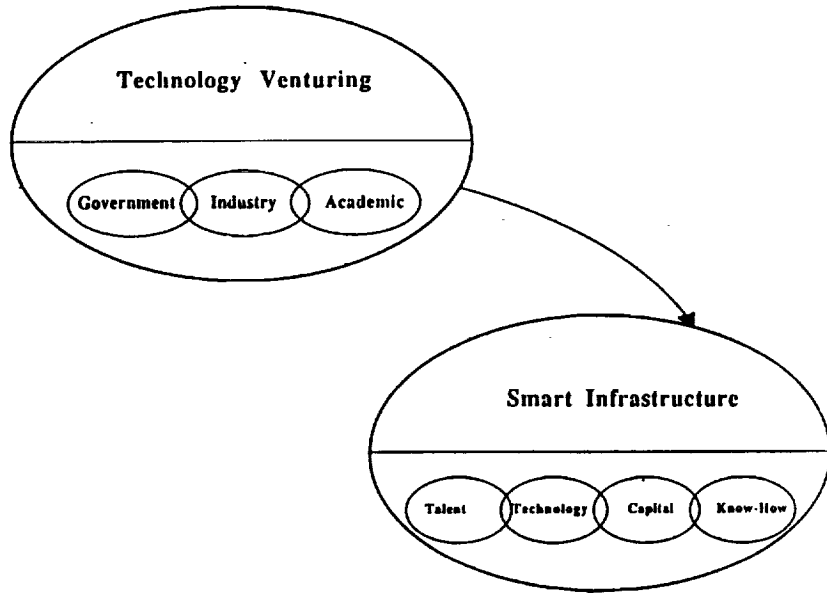 Technology Venturing
Government Industry Academic
Smart Infrastructure
Talent Technology Capital Know-How